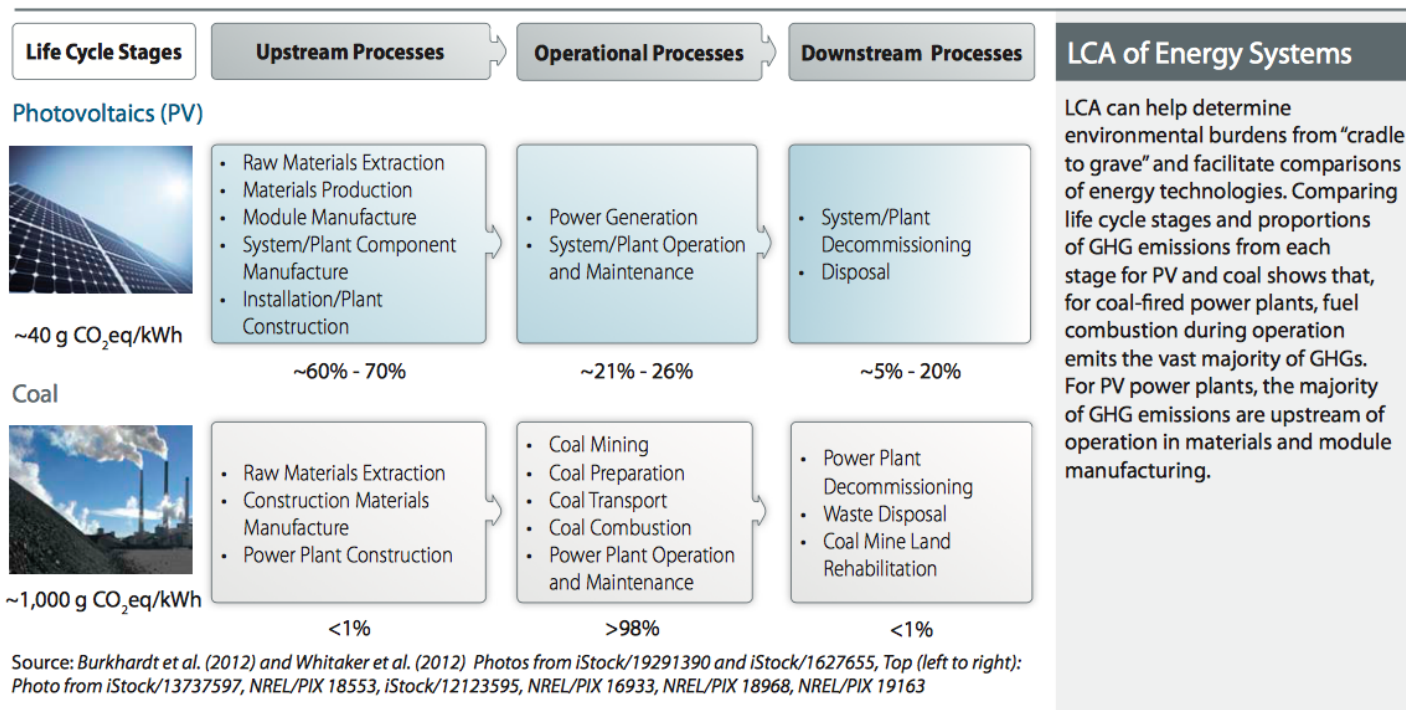 Life Cycle Stages
Upstream Processes
Operational Processes
Downstream Processes
Photovoltaics (PV)
~40 g CO₂eq/kWh
• Raw Materials Extraction
• Materials Production
• Module Manufacture
• System/Plant Component
Manufacture
• Installation/Plant
Construction
~60% - 70%
• Power Generation
• System/Plant Operation
and Maintenance
~21% - 26%
• System/Plant
Decommissioning
• Disposal
~5% - 20%
Coal
~1,000 g CO₂eq/kWh
• Raw Materials Extraction
• Construction Materials
Manufacture
• Power Plant Construction
<1%
• Coal Mining
• Coal Preparation
• Coal Transport
• Coal Combustion
• Power Plant Operation
and Maintenance
>98%
• Power Plant
Decommissioning
• Waste Disposal
• Coal Mine Land
Rehabilitation
<1%
Source: Burkhardt et al. (2012) and Whitaker et al. (2012) Photos from iStock/19291390 and iStock/1627655, Top (left to right):
Photo from iStock/13737597, NREL/PIX 18553, iStock/12123595, NREL/PIX 16933, NREL/PIX 18968, NREL/PIX 19163
LCA of Energy Systems
LCA can help determine
environmental burdens from “cradle
to grave” and facilitate comparisons
of energy technologies. Comparing
life cycle stages and proportions
of GHG emissions from each
stage for PV and coal shows that,
for coal-fired power plants, fuel
combustion during operation
emits the vast majority of GHGs.
For PV power plants, the majority
of GHG emissions are upstream of
operation in materials and module
manufacturing.